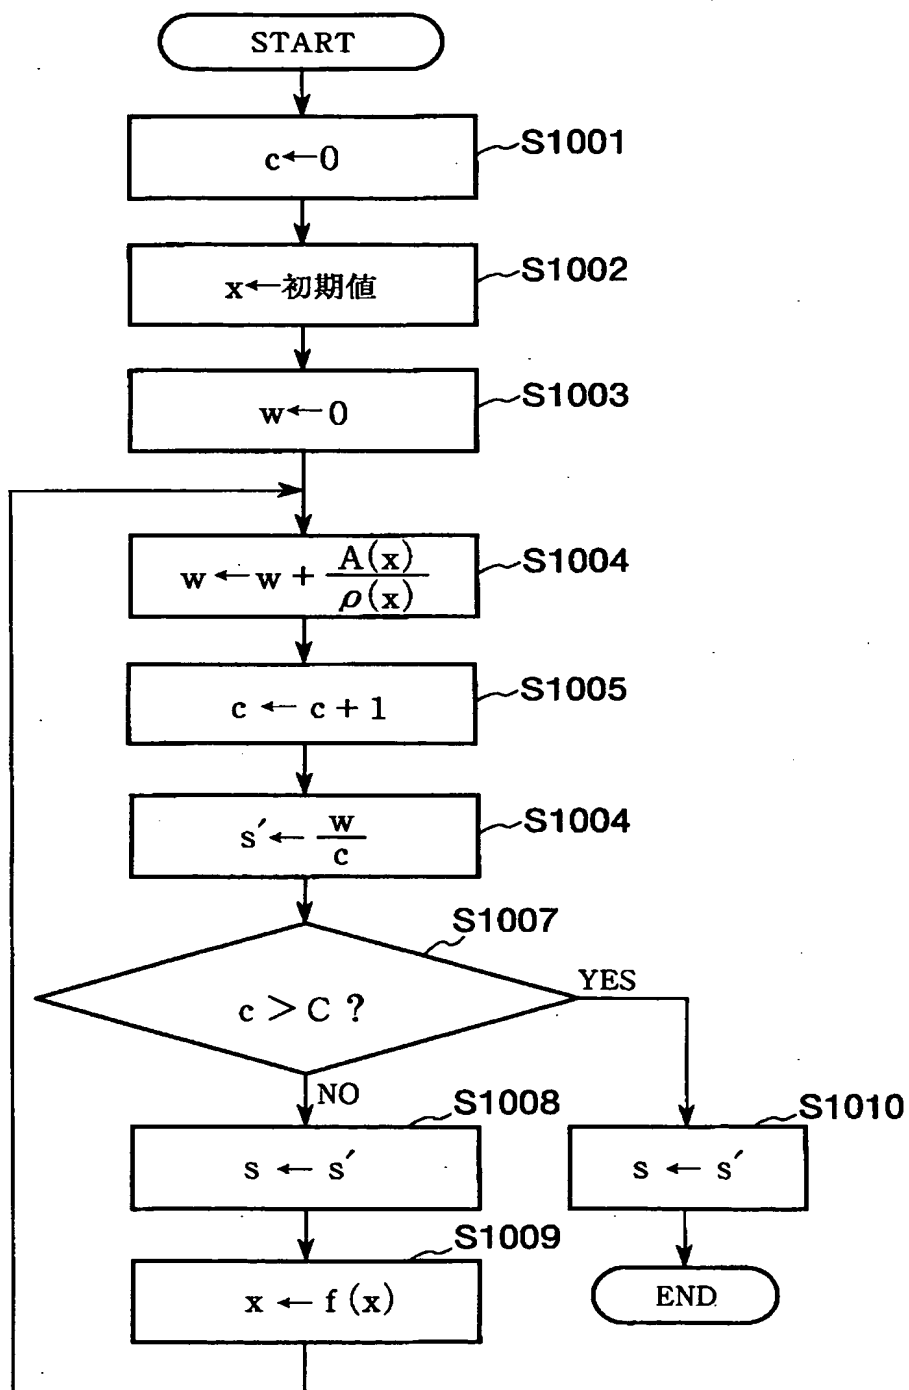 START
c←0
S1001
x←初期値
S1002
w←0
S1003
w ← w + A(x) / ρ(x)
S1004
c ← c + 1
S1005
s′ ← w / c
S1004
S1007
c > C ?
YES
NO
S1008
s ← s′
S1010
s ← s′
S1009
x ← f (x)
END